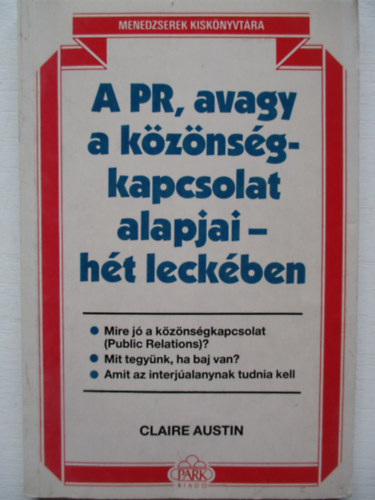 MENEDZSEREK KISKÖNYVTÁRA
A PR, avagy
a közönség-
kapcsolat
alapjai –
hét leckében
Mire jó a közönségkapcsolat
(Public Relations)?
Mit tegyünk, ha baj van?
Amit az interjúalanynak tudnia kell
CLAIRE AUSTIN
PARK
KIADÓ